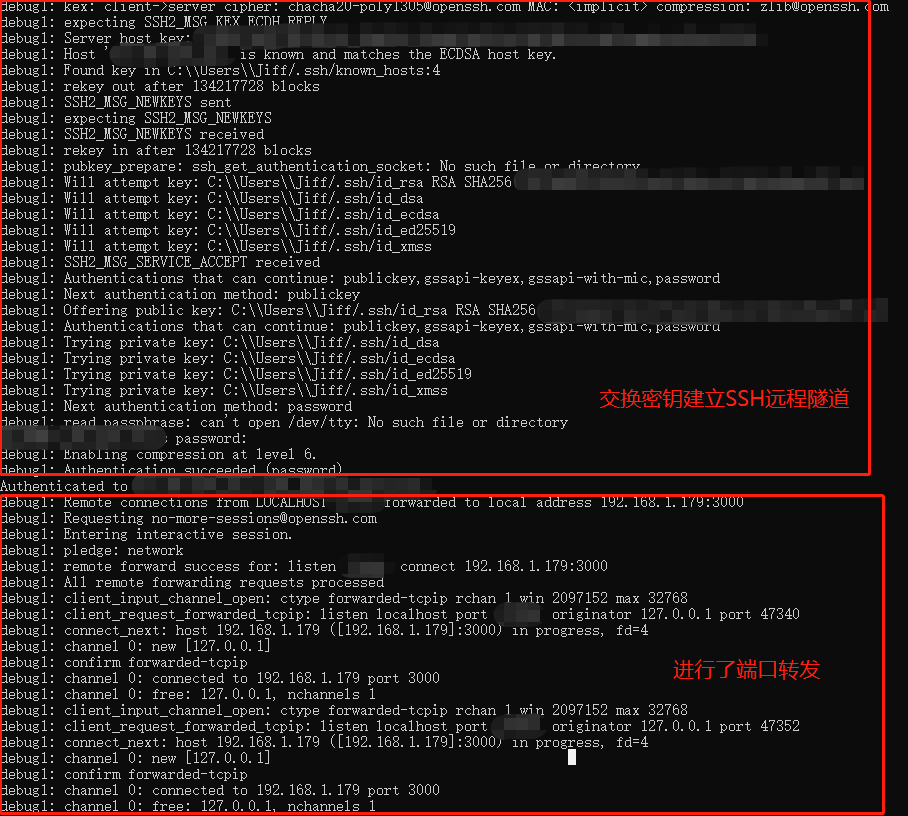 debug1: kex: client->server cipher: chacha20-poly1305@openssh.com MAC: <implicit> compression: zlib@openssh.com
debug1: expecting SSH2_MSG_KEX_ECDH_REPLY
debug1: Server host key:
debug1: Host ' is known and matches the ECDSA host key.
debug1: Found key in C:\\Users\\Jiff/.ssh/known_hosts:4
debug1: rekey out after 134217728 blocks
debug1: SSH2_MSG_NEWKEYS sent
debug1: expecting SSH2_MSG_NEWKEYS
debug1: SSH2_MSG_NEWKEYS received
debug1: rekey in after 134217728 blocks
debug1: pubkey_prepare: ssh_get_authentication_socket: No such file or directory
debug1: Will attempt key: C:\\Users\\Jiff/.ssh/id_rsa RSA SHA256
debug1: Will attempt key: C:\\Users\\Jiff/.ssh/id_dsa
debug1: Will attempt key: C:\\Users\\Jiff/.ssh/id_ecdsa
debug1: Will attempt key: C:\\Users\\Jiff/.ssh/id_ed25519
debug1: Will attempt key: C:\\Users\\Jiff/.ssh/id_xmss
debug1: SSH2_MSG_SERVICE_ACCEPT received
debug1: Authentications that can continue: publickey,gssapi-keyex,gssapi-with-mic,password
debug1: Next authentication method: publickey
debug1: Offering public key: C:\\Users\\Jiff/.ssh/id_rsa RSA SHA256
debug1: Authentications that can continue: publickey,gssapi-keyex,gssapi-with-mic,password
debug1: Trying private key: C:\\Users\\Jiff/.ssh/id_dsa
debug1: Trying private key: C:\\Users\\Jiff/.ssh/id_ecdsa
debug1: Trying private key: C:\\Users\\Jiff/.ssh/id_ed25519
debug1: Trying private key: C:\\Users\\Jiff/.ssh/id_xmss
交换密钥建立SSH远程隧道
debug1: Next authentication method: password
debug1: read_passphrase: can't open /dev/tty: No such file or directory
s password:
debug1: Enabling compression at level 6.
debug1: Authentication succeeded (password)
Authenticated to
debug1: Remote connections from LOCALHOST forwarded to local address 192.168.1.179:3000
debug1: Requesting no-more-sessions@openssh.com
debug1: Entering interactive session.
debug1: pledge: network
debug1: remote forward success for: listen connect 192.168.1.179:3000
debug1: All remote forwarding requests processed
debug1: client_input_channel_open: ctype forwarded-tcpip rchan 1 win 2097152 max 32768
debug1: client_request_forwarded_tcpip: listen localhost port originator 127.0.0.1 port 47340
debug1: connect_next: host 192.168.1.179 ([192.168.1.179]:3000) in progress, fd=4
debug1: channel 0: new [127.0.0.1]
debug1: confirm forwarded-tcpip
进行了端口转发
debug1: channel 0: connected to 192.168.1.179 port 3000
debug1: channel 0: free: 127.0.0.1, nchannels 1
debug1: client_input_channel_open: ctype forwarded-tcpip rchan 1 win 2097152 max 32768
debug1: client_request_forwarded_tcpip: listen localhost port originator 127.0.0.1 port 47352
debug1: connect_next: host 192.168.1.179 ([192.168.1.179]:3000) in progress, fd=4
debug1: channel 0: new [127.0.0.1]
debug1: confirm forwarded-tcpip
debug1: channel 0: connected to 192.168.1.179 port 3000
debug1: channel 0: free: 127.0.0.1, nchannels 1